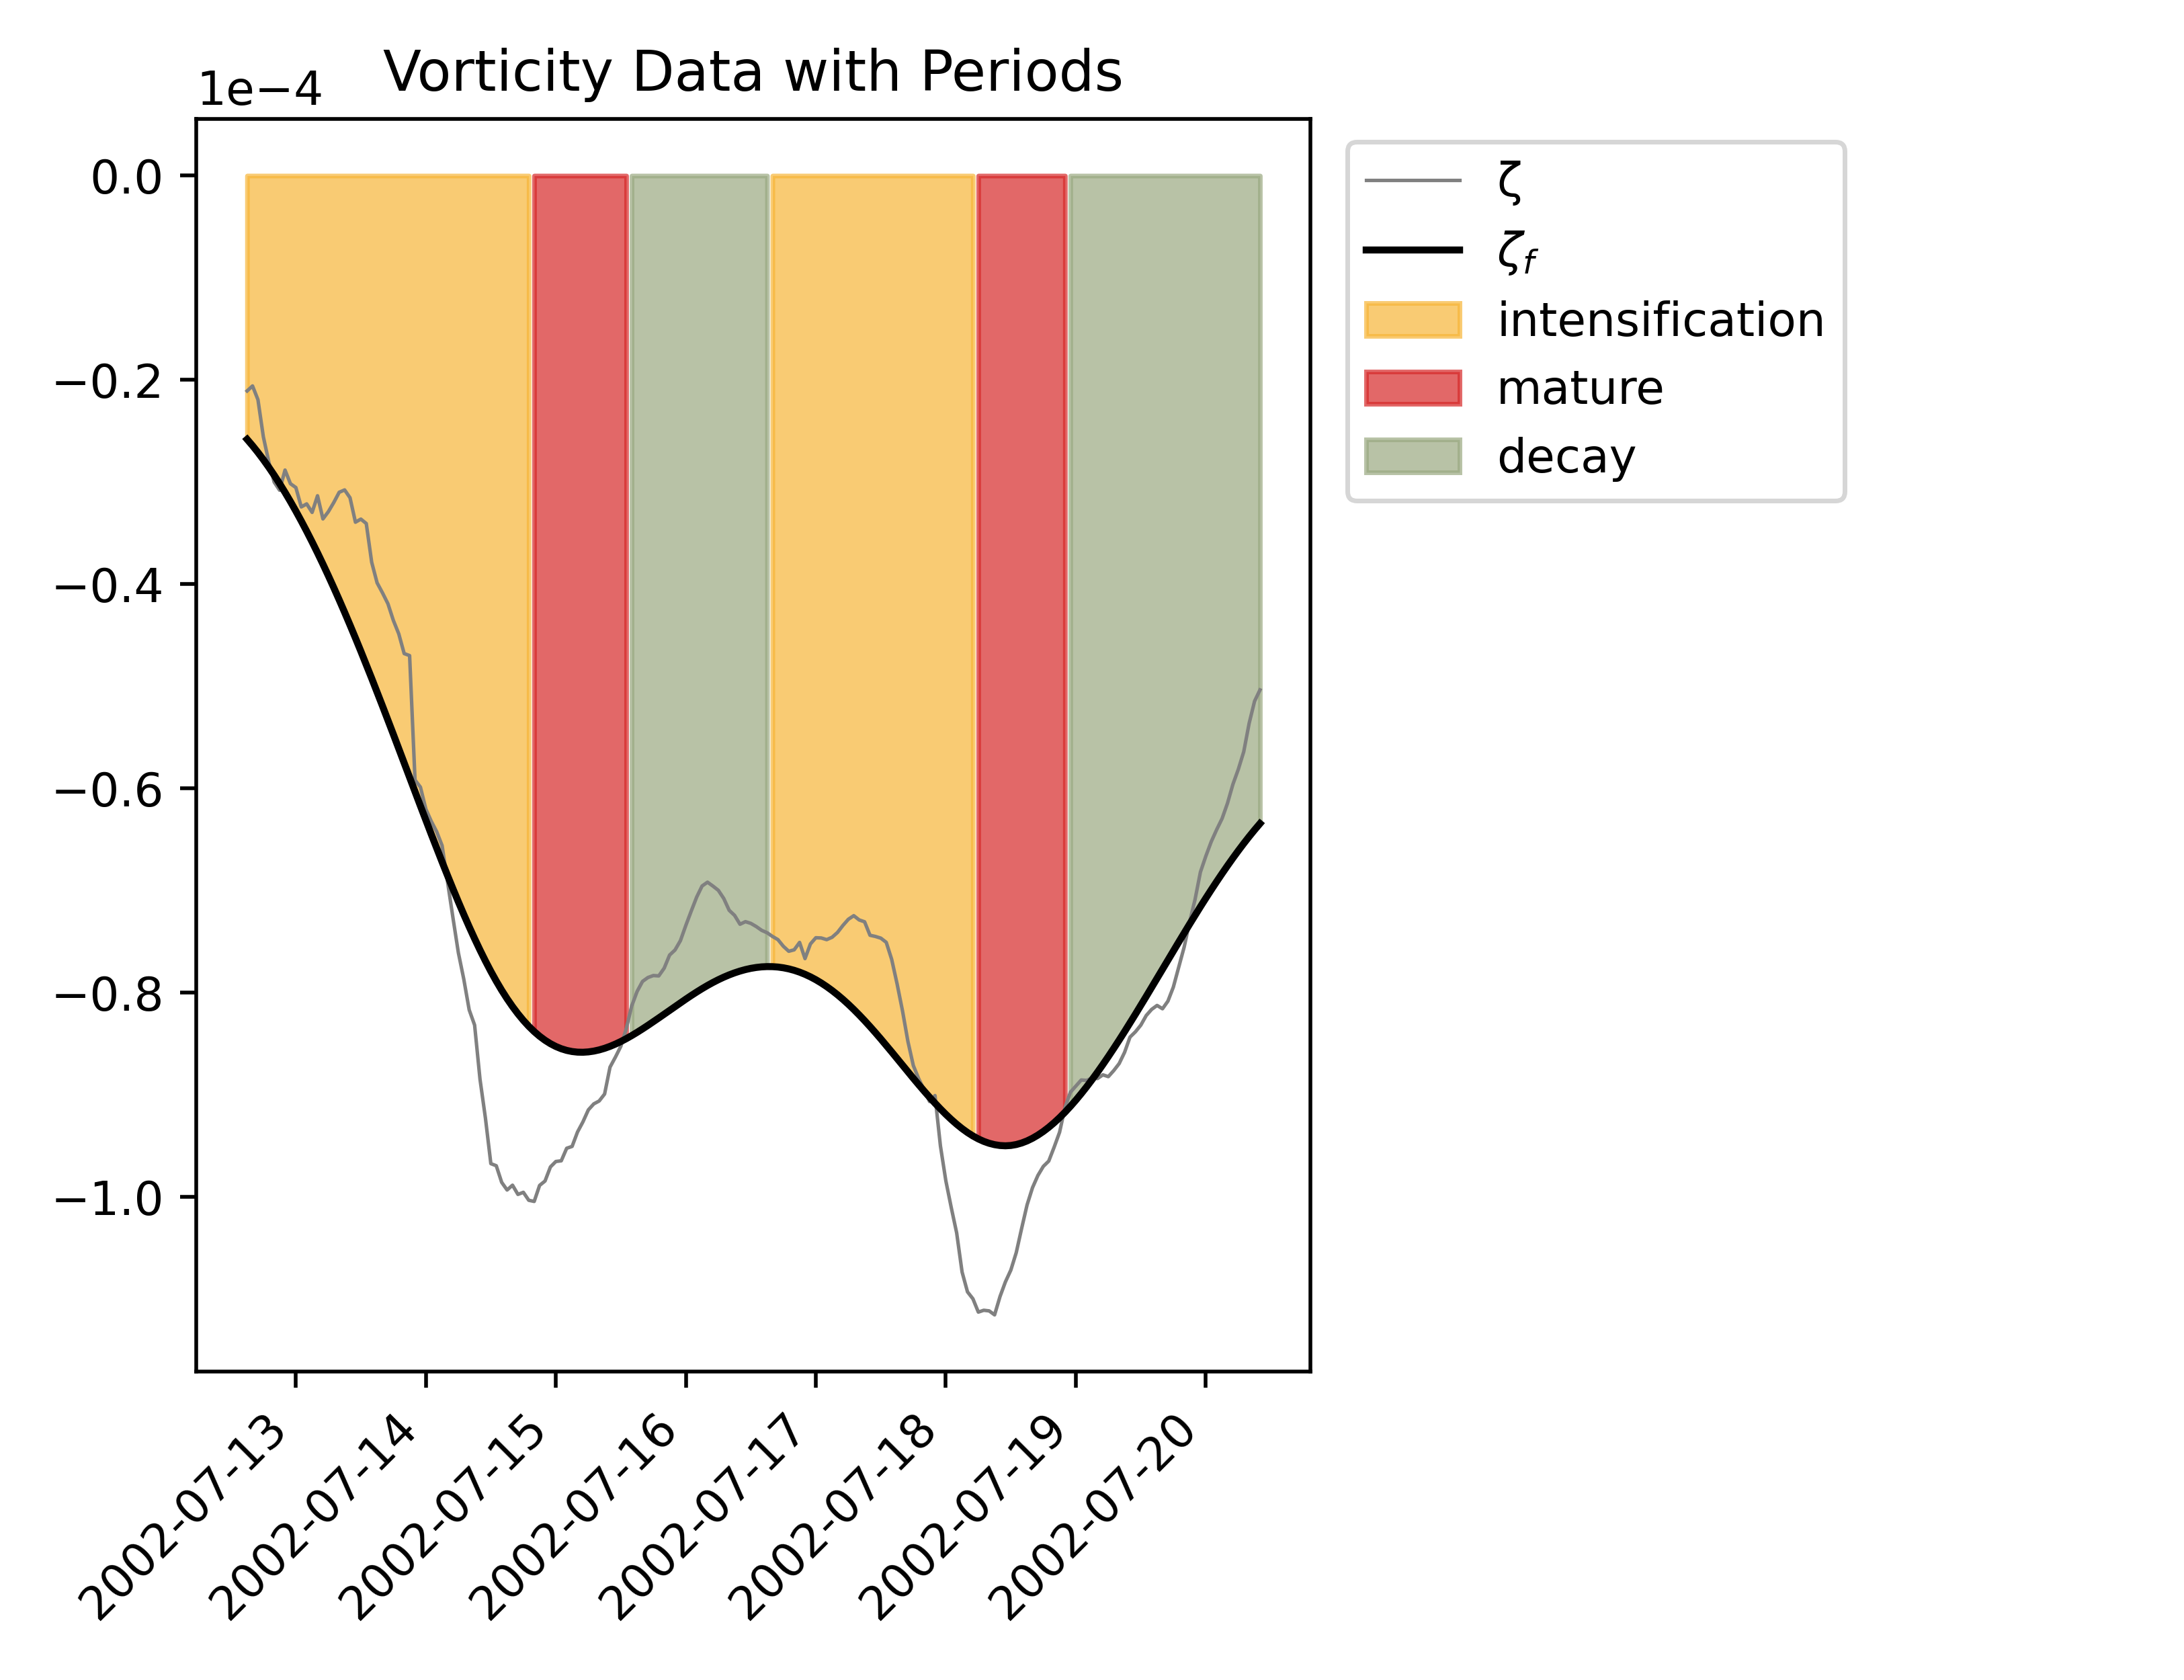 Vorticity Data with Periods
1e−4
0.0
−0.2
−0.4
−0.6
−0.8
−1.0
2002-07-13
2002-07-14
2002-07-15
2002-07-16
2002-07-17
2002-07-18
2002-07-19
2002-07-20
ζ
ζf
intensification
mature
decay